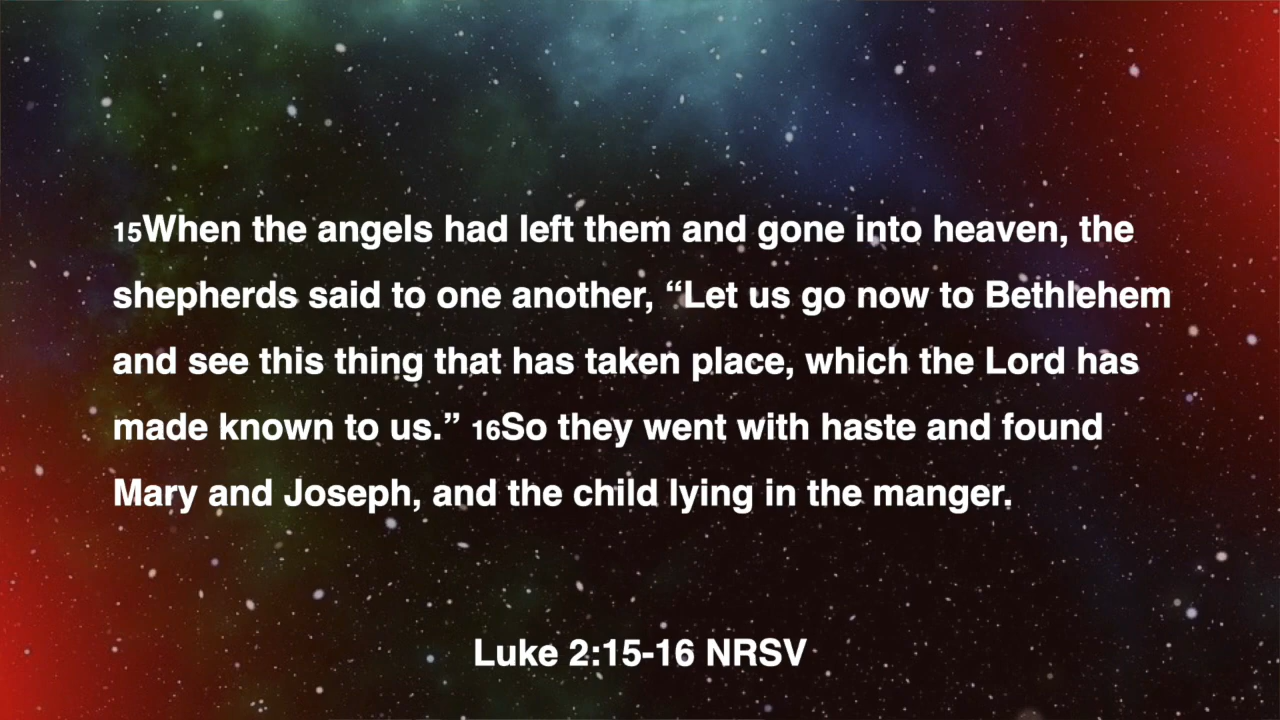 15When the angels had left them and gone into heaven, the
shepherds said to one another, “Let us go now to Bethlehem
and see this thing that has taken place, which the Lord has
made known to us.” 16So they went with haste and found
Mary and Joseph, and the child lying in the manger.
Luke 2:15-16 NRSV